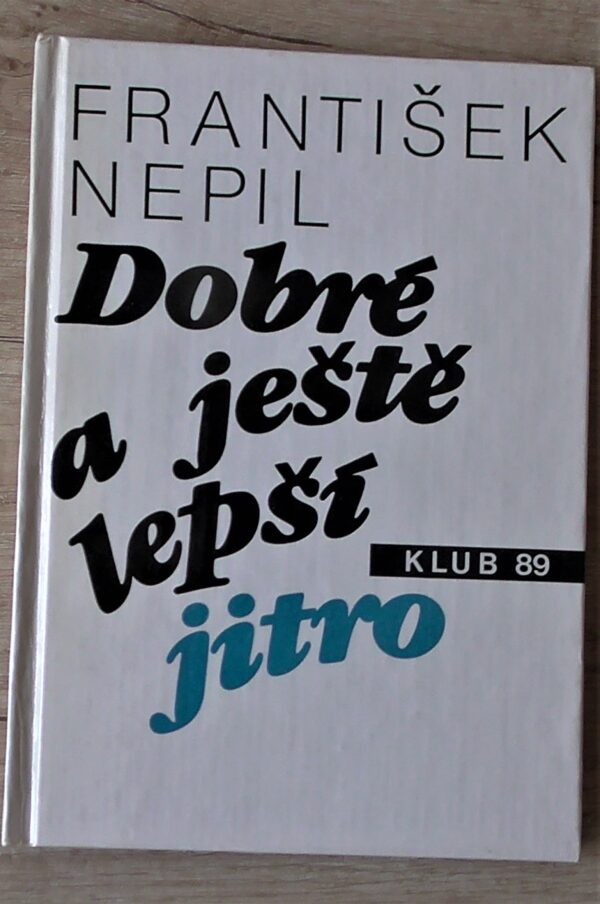 FRANTIŠEK
NEPIL
Dobré
a ještě
lepší
KLUB 89
jitro